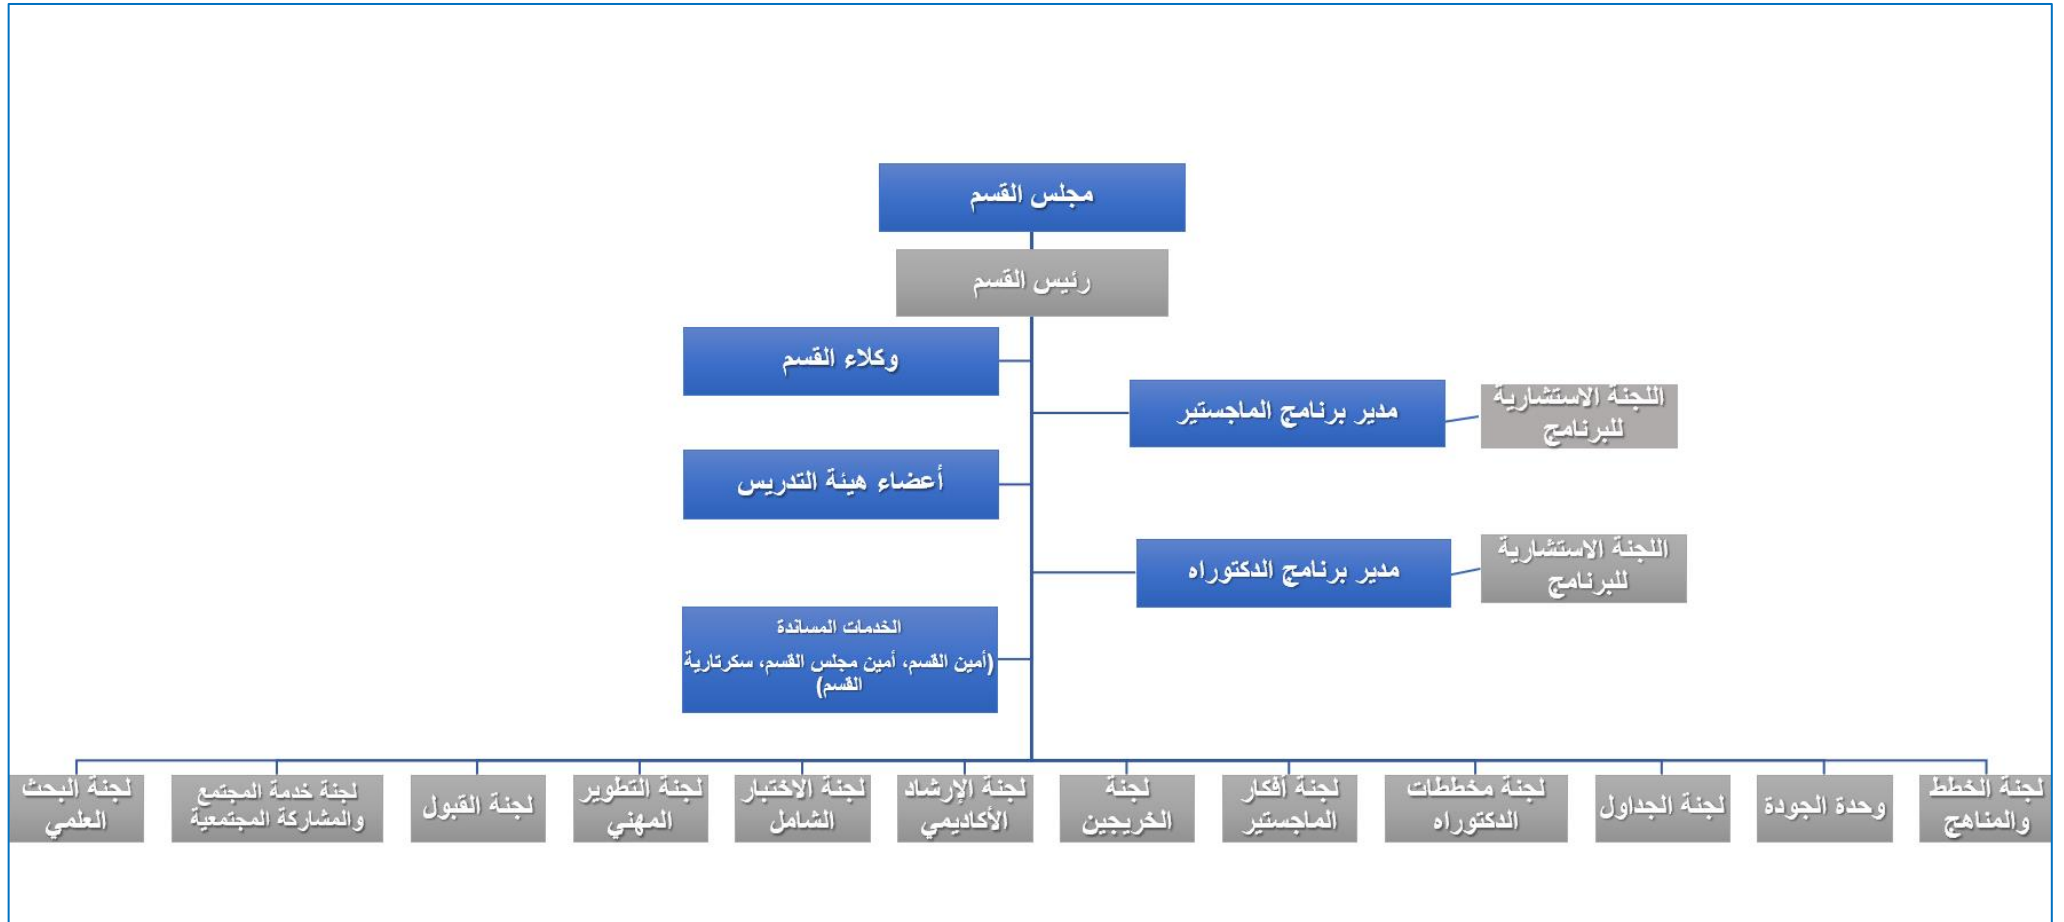 مجلس القسم
رئيس القسم
وكلاء القسم
مدير برنامج الماجستير
اللجنة الاستشارية
للبرنامج
أعضاء هيئة التدريس
مدير برنامج الدكتوراه
اللجنة الاستشارية
للبرنامج
الخدمات المساندة
(أمين القسم، أمين مجلس القسم، سكرتارية
القسم)
لجنة الخطط
والمناهج
وحدة الجودة
لجنة الجداول
لجنة مخططات
الدكتوراه
لجنة أفكار
الماجستير
لجنة
الخريجين
لجنة الإرشاد
الأكاديمي
لجنة الاختبار
الشامل
لجنة التطوير
المهني
لجنة القبول
لجنة خدمة المجتمع
والمشاركة المجتمعية
لجنة البحث
العلمي